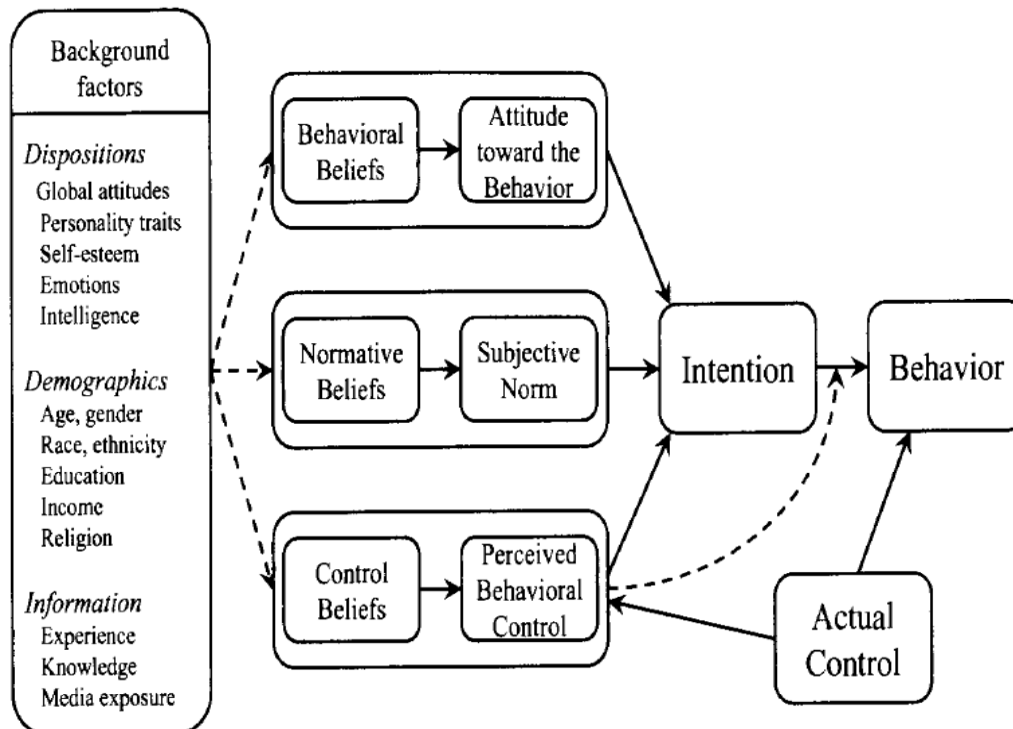 Background
factors
Dispositions
Global attitudes
Personality traits
Self-esteem
Emotions
Intelligence
Demographics
Age, gender
Race, ethnicity
Education
Income
Religion
Information
Experience
Knowledge
Media exposure
Behavioral
Beliefs
Attitude
toward the
Behavior
Normative
Beliefs
Subjective
Norm
Control
Beliefs
Perceived
Behavioral
Control
Intention
Behavior
Actual
Control